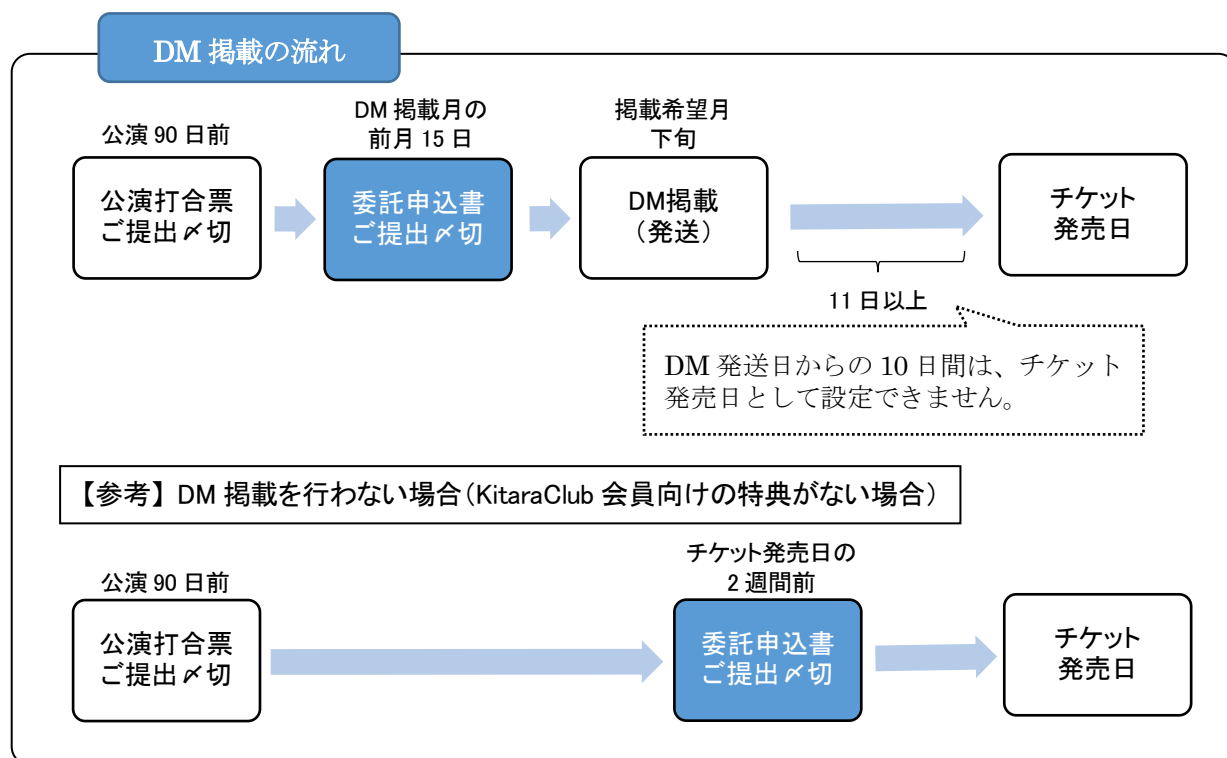 DM 掲載の流れ
公演 90 日前
公演打合票
ご提出〆切
DM 掲載月の
前月 15 日
委託申込書
ご提出〆切
掲載希望月
下旬
DM掲載
（発送）
11 日以上
チケット
発売日
DM 発送日からの 10 日間は、チケット
発売日として設定できません。
【参考】 DM 掲載を行わない場合（KitaraClub 会員向けの特典がない場合）
公演 90 日前
公演打合票
ご提出〆切
チケット発売日の
2 週間前
委託申込書
ご提出〆切
チケット
発売日